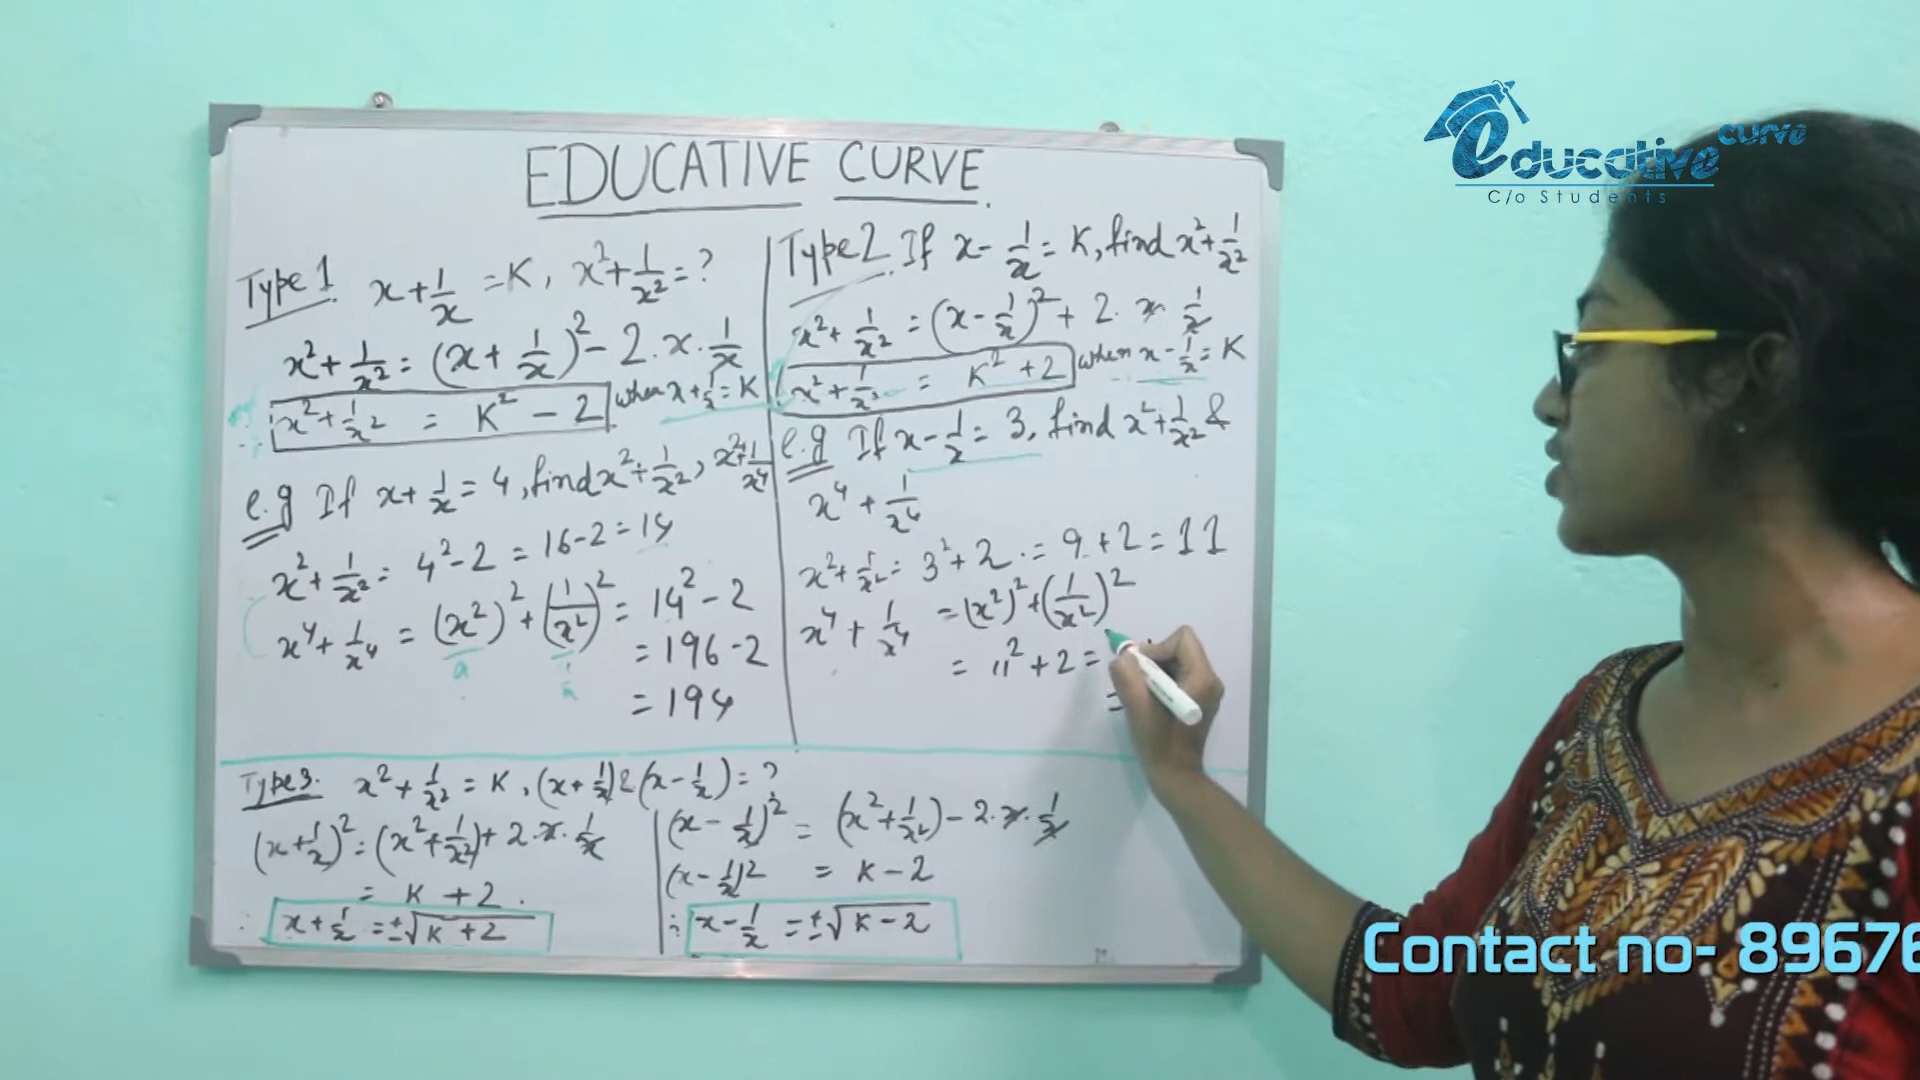 EDUCATIVE CURVE
Type 1. x + 1/x = K, x² + 1/x² = ?
x² + 1/x² = (x + 1/x)² - 2.x.1/x
x² + 1/x² = K² - 2 when x + 1/x = K
e.g If x + 1/x = 4, find x² + 1/x², x² + 1/x⁴
x² + 1/x² = 4² - 2 = 16 - 2 = 14
x⁴ + 1/x⁴ = (x²)² + (1/x²)² = 14² - 2
a 1/a
= 196 - 2
= 194
Type 2. If x - 1/x = K, find x² + 1/x²
x² + 1/x² = (x - 1/x)² + 2. x. 1/x
x² + 1/x² = K² + 2 when x - 1/x = K
e.g If x - 1/x = 3, find x² + 1/x² &
x⁴ + 1/x⁴
x² + 1/x² = 3² + 2 = 9 + 2 = 11
x⁴ + 1/x⁴ = (x²)² + (1/x²)²
= 11² + 2 =
=
Type 3. x² + 1/x² = K, (x + 1/x) & (x - 1/x) = ?
(x + 1/x)² = (x² + 1/x²) + 2.x.1/x
= K + 2.
∴ x + 1/x = ±√K + 2
(x - 1/x)² = (x² + 1/x²) - 2.x.1/x
(x - 1/x)² = K - 2
∴ x - 1/x = ±√K - 2
Educative curve
C/o Students
Contact no- 89676